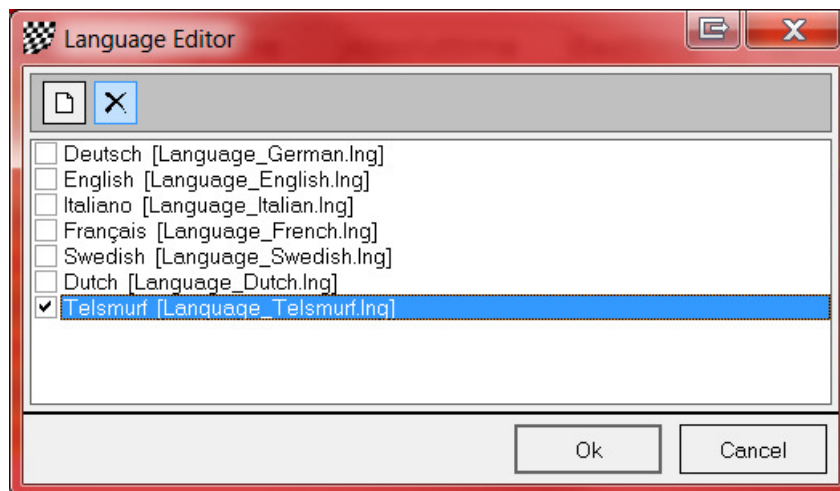 Language Editor
Deutsch [Language_German.lng]
English [Language_English.lng]
Italiano [Language_Italian.lng]
Français [Language_French.lng]
Swedish [Language_Swedish.lng]
Dutch [Language_Dutch.lng]
Telsmurf [Language_Telsmurf.lng]
Ok
Cancel